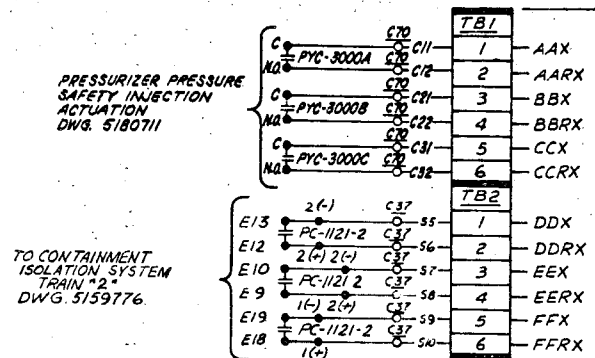 TB1
C C70 C11 1 AAX
PYC-3000A
N.O. C70 C12 2 AARX
PRESSURIZER PRESSURE
SAFETY INJECTION
ACTUATION
DWG. 5180711
C C70 C21 3 BBX
PYC-3000B
N.O. C70 C22 4 BBRX
C C70 C31 5 CCX
PYC-3000C
N.O. C70 C32 6 CCRX
TB2
E13 2(-) C37 S5 1 DDX
PC-1121-2
E12 2(+) 2(-) C37 S6 2 DDRX
TO CONTAINMENT
ISOLATION SYSTEM
TRAIN "2"
DWG. 5159776.
E10 C37 S7 3 EEX
PC-1121 2
E9 1(-) 2(+) C37 S8 4 EERX
E19 C37 S9 5 FFX
PC-1121-2
E18 1(+) C37 S10 6 FFRX